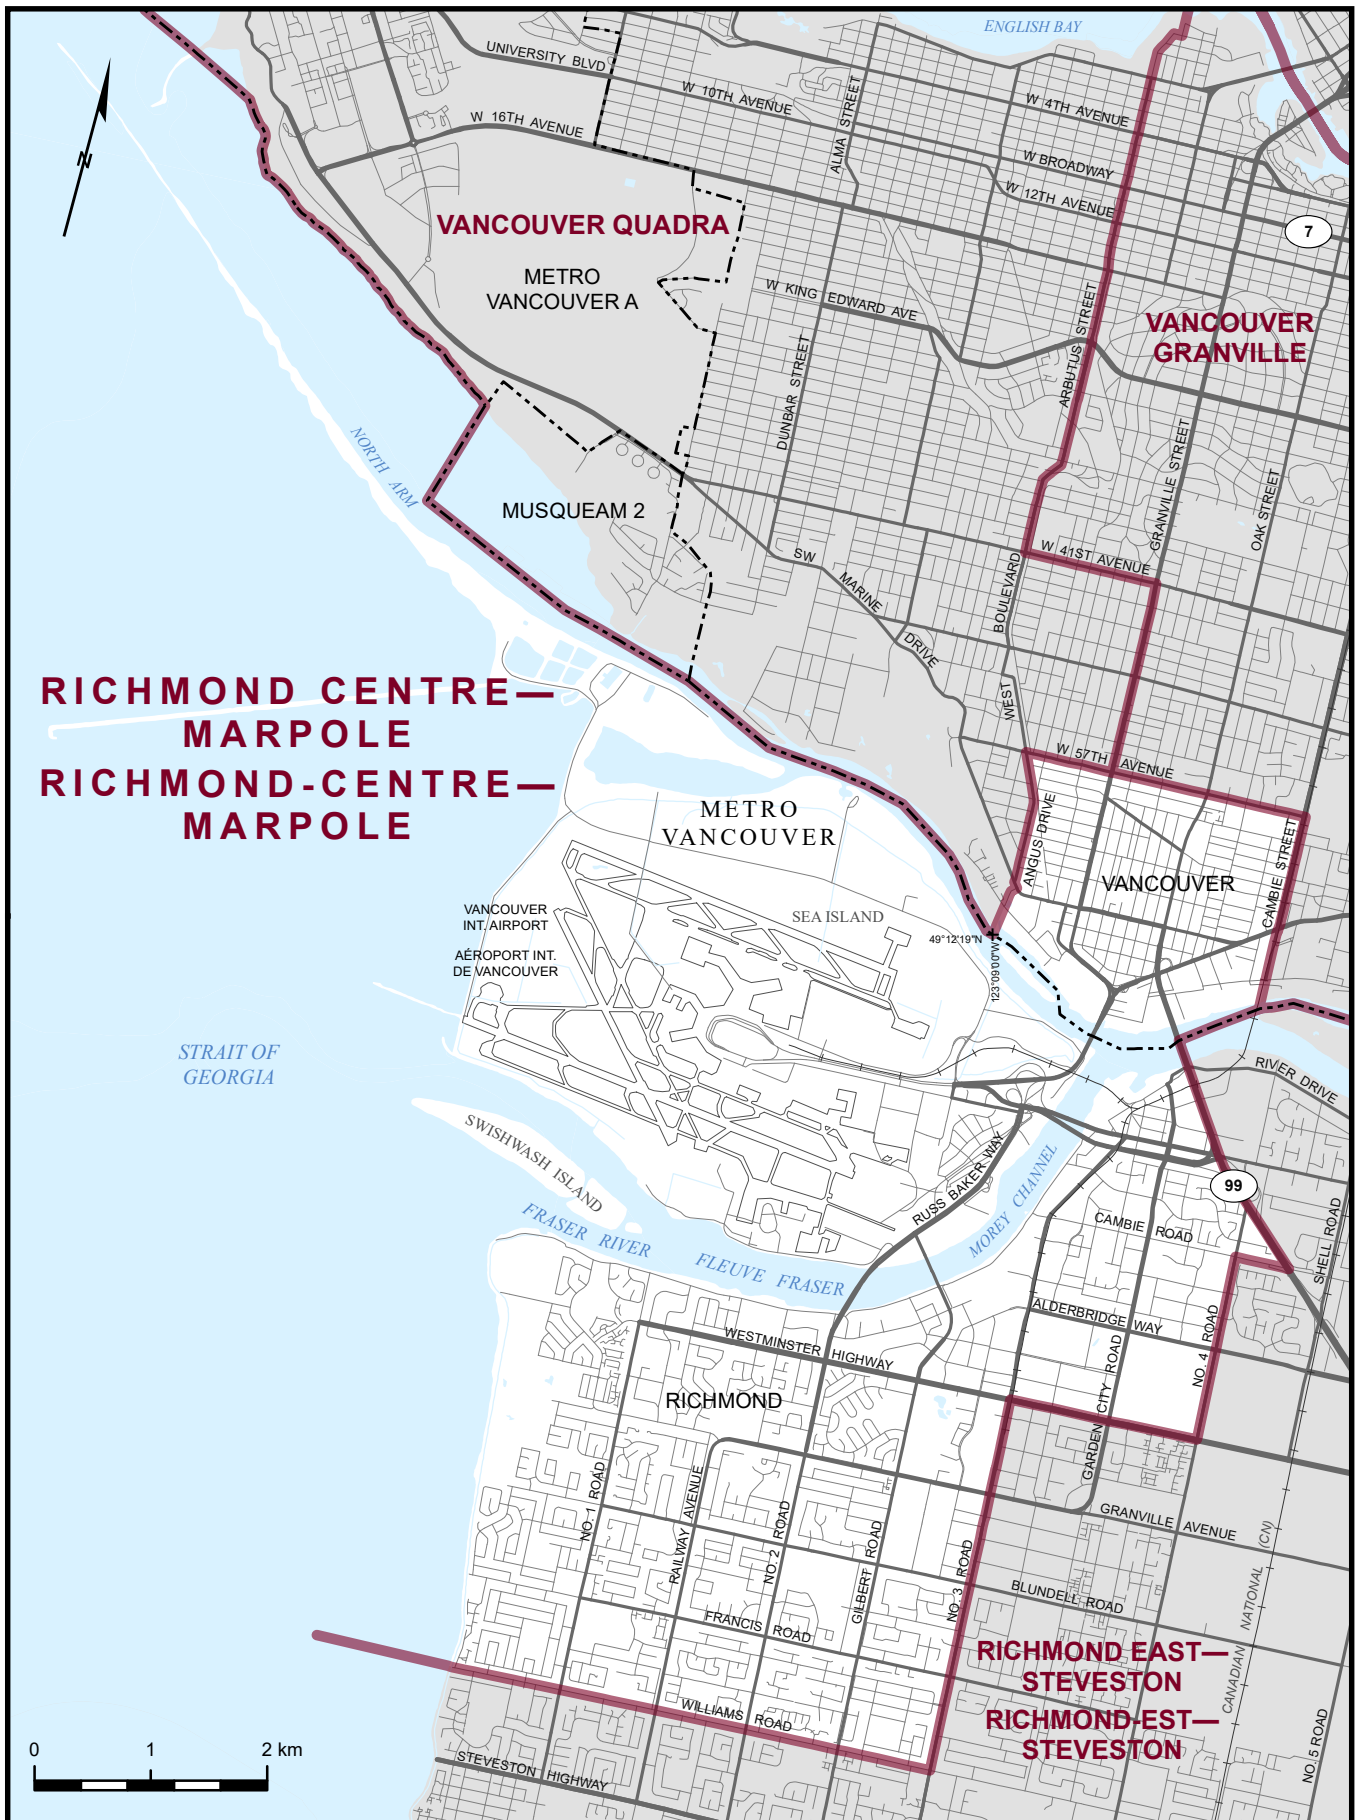 ENGLISH BAY
UNIVERSITY BLVD
W 10TH AVENUE
W 4TH AVENUE
ALMA STREET
W 16TH AVENUE
W BROADWAY
W 12TH AVENUE
N
7
VANCOUVER QUADRA
METRO
VANCOUVER A
W KING EDWARD AVE
ARBUTUS STREET
VANCOUVER
GRANVILLE
DUNBAR STREET
GRANVILLE STREET
OAK STREET
NORTH ARM
MUSQUEAM 2
SW MARINE DRIVE
W 41ST AVENUE
WEST BOULEVARD
RICHMOND CENTRE—
MARPOLE
RICHMOND-CENTRE—
MARPOLE
W 57TH AVENUE
METRO
VANCOUVER
ANGUS DRIVE
CAMBIE STREET
VANCOUVER
VANCOUVER
INT. AIRPORT
AÉROPORT INT.
DE VANCOUVER
SEA ISLAND
49°12'19"N
123°09'00"W
STRAIT OF
GEORGIA
RIVER DRIVE
SWISHWASH ISLAND
RUSS BAKER WAY
MOREY CHANNEL
99
SHELL ROAD
CAMBIE ROAD
FRASER RIVER
FLEUVE FRASER
ALDERBRIDGE WAY
WESTMINSTER HIGHWAY
NO. 4 ROAD
RICHMOND
GARDEN CITY ROAD
NO. 1 ROAD
RAILWAY AVENUE
NO. 2 ROAD
GILBERT ROAD
NO. 3 ROAD
GRANVILLE AVENUE
CANADIAN NATIONAL (CN)
BLUNDELL ROAD
FRANCIS ROAD
RICHMOND EAST—
STEVESTON
RICHMOND-EST—
STEVESTON
WILLIAMS ROAD
NO. 5 ROAD
STEVESTON HIGHWAY
0 1 2 km